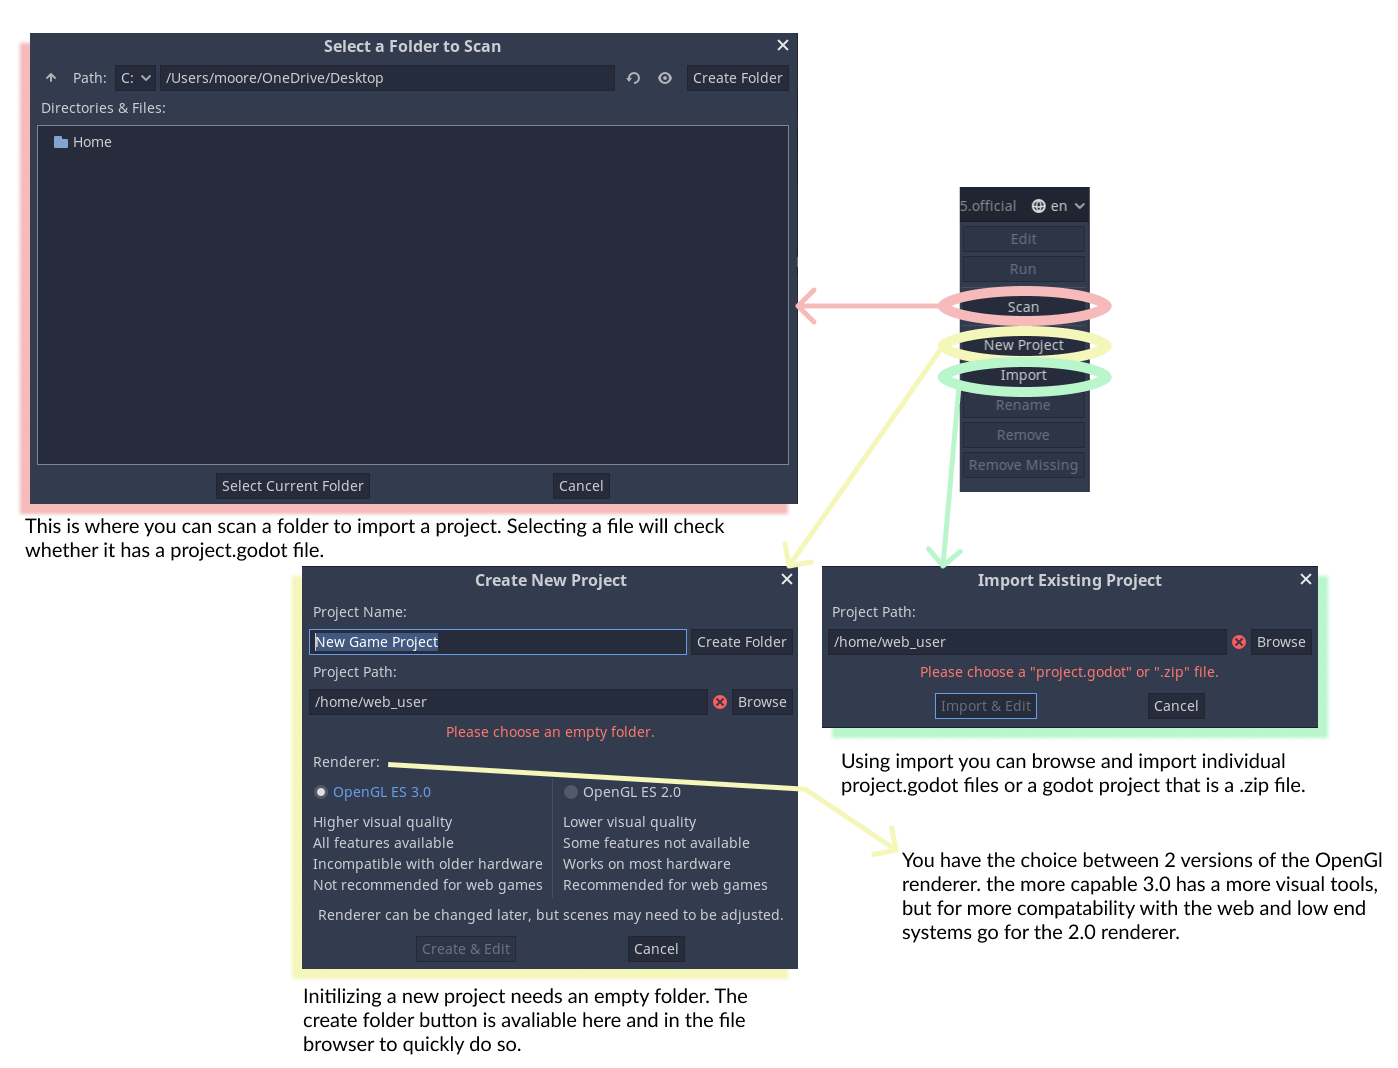 Select a Folder to Scan
Path: C: /Users/moore/OneDrive/Desktop Create Folder
Directories & Files:
Home
Select Current Folder Cancel
This is where you can scan a folder to import a project. Selecting a file will check
whether it has a project.godot file.
5.official en
Edit
Run
Scan
New Project
Import
Rename
Remove
Remove Missing
Create New Project
Project Name:
New Game Project Create Folder
Project Path:
/home/web_user Browse
Please choose an empty folder.
Renderer:
OpenGL ES 3.0 OpenGL ES 2.0
Higher visual quality Lower visual quality
All features available Some features not available
Incompatible with older hardware Works on most hardware
Not recommended for web games Recommended for web games
Renderer can be changed later, but scenes may need to be adjusted.
Create & Edit Cancel
Initilizing a new project needs an empty folder. The
create folder button is avaliable here and in the file
browser to quickly do so.
Import Existing Project
Project Path:
/home/web_user Browse
Please choose a "project.godot" or ".zip" file.
Import & Edit Cancel
Using import you can browse and import individual
project.godot files or a godot project that is a .zip file.
You have the choice between 2 versions of the OpenGl
renderer. the more capable 3.0 has a more visual tools,
but for more compatability with the web and low end
systems go for the 2.0 renderer.